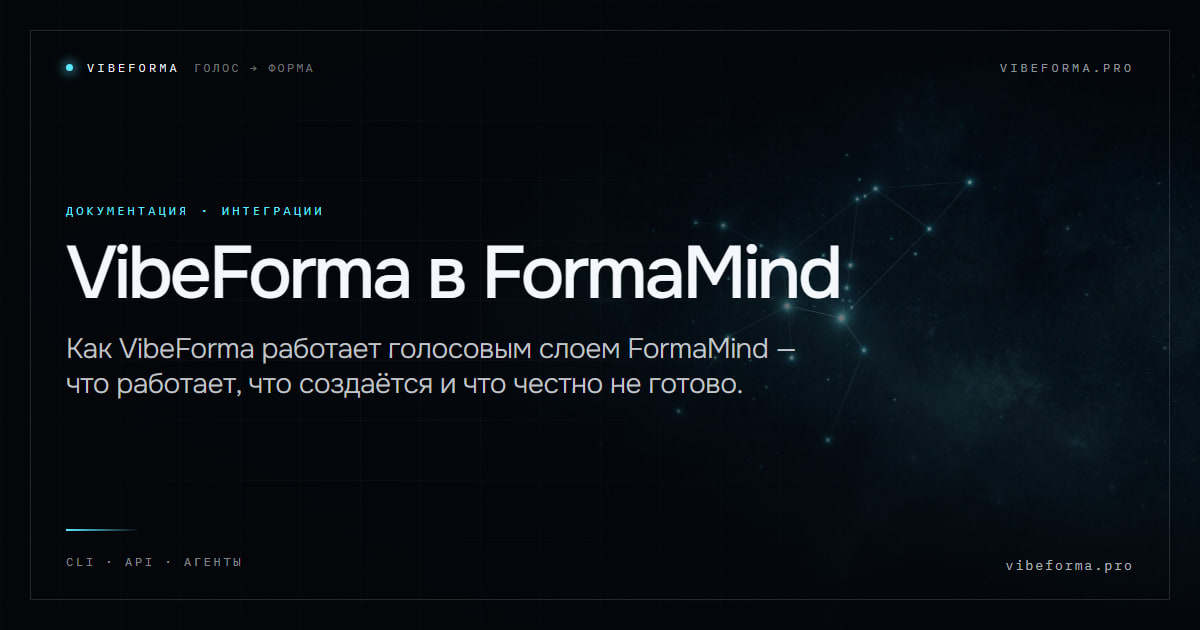 VIBEFORMA ГОЛОС → ФОРМА
VIBEFORMA.PRO
ДОКУМЕНТАЦИЯ · ИНТЕГРАЦИИ
VibeForma в FormaMind
Как VibeForma работает голосовым слоем FormaMind —
что работает, что создаётся и что честно не готово.
CLI · API · АГЕНТЫ
vibeforma.pro